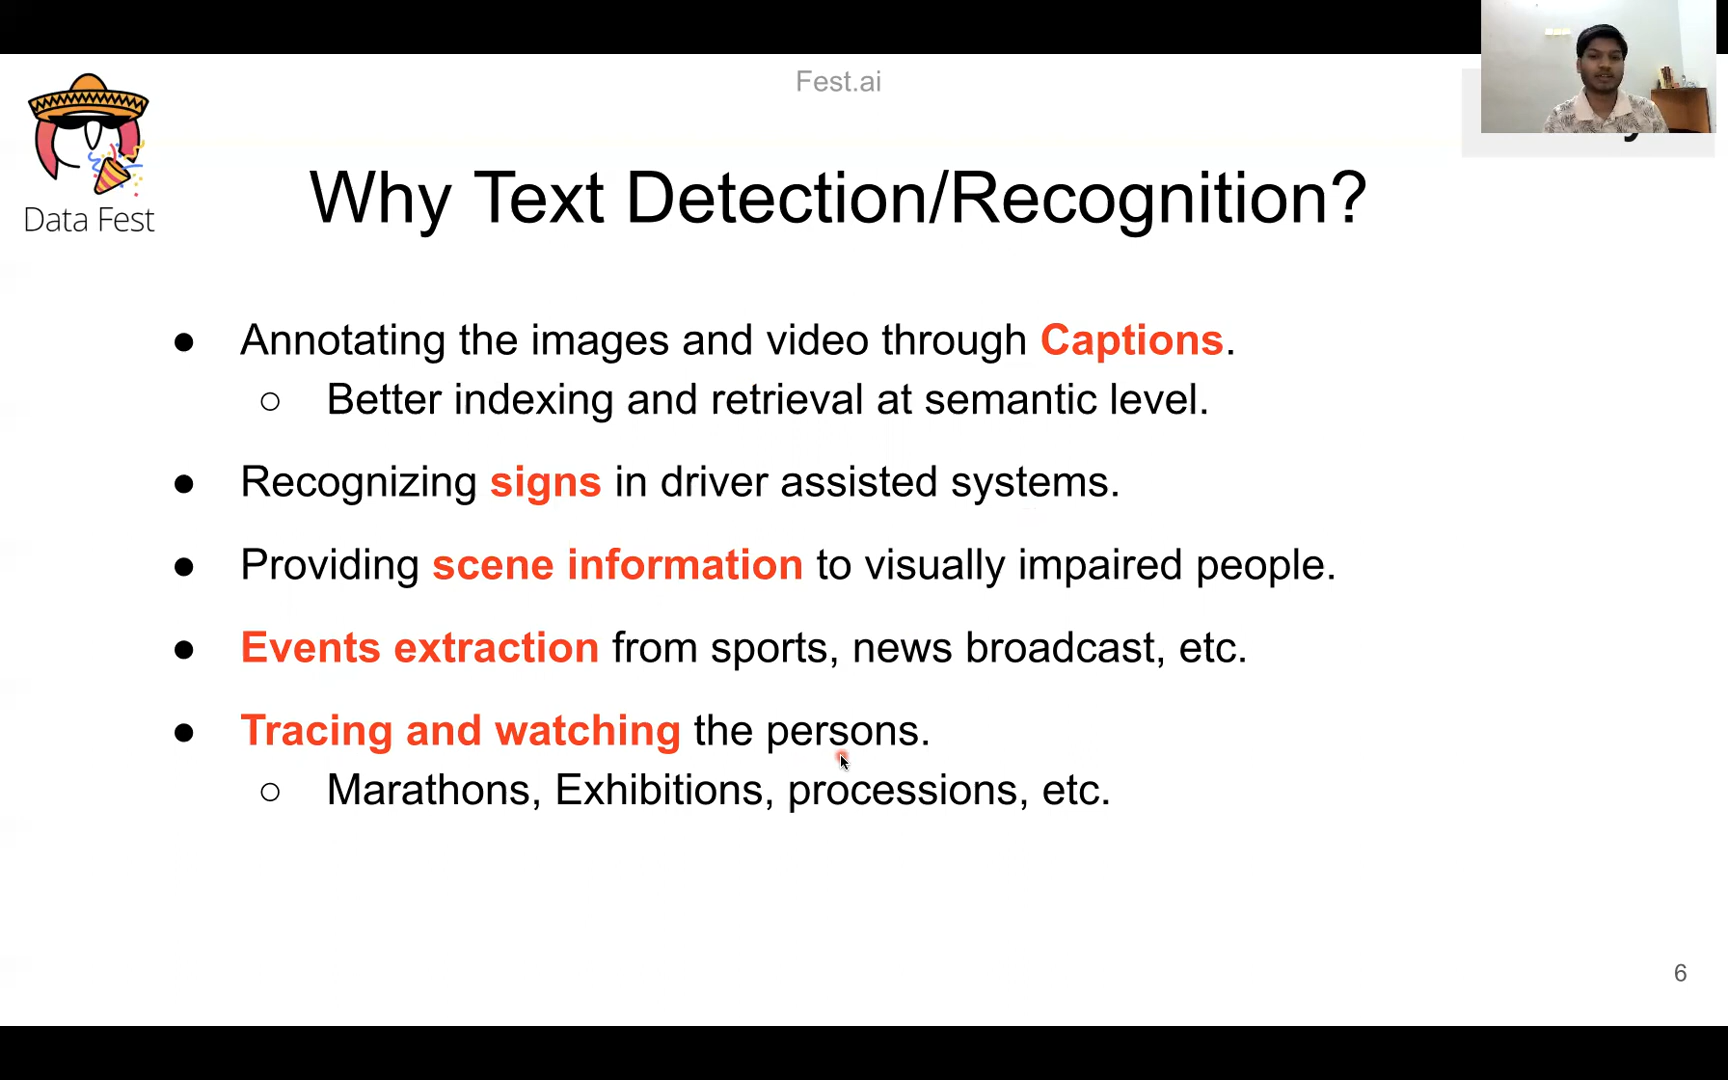 Fest.ai
Data Fest
Why Text Detection/Recognition?
● Annotating the images and video through Captions.
○ Better indexing and retrieval at semantic level.
● Recognizing signs in driver assisted systems.
● Providing scene information to visually impaired people.
● Events extraction from sports, news broadcast, etc.
● Tracing and watching the persons.
○ Marathons, Exhibitions, processions, etc.
6